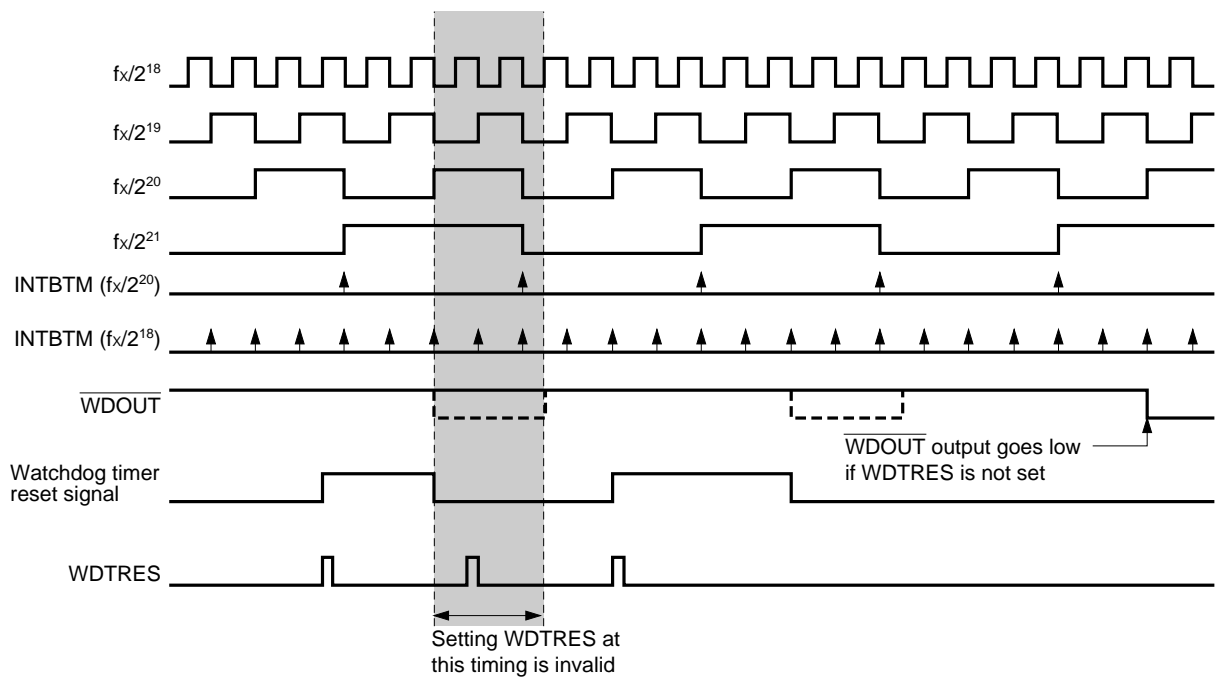 fx/2¹⁸
fx/2¹⁹
fx/2²⁰
fx/2²¹
INTBTM (fx/2²⁰)
INTBTM (fx/2¹⁸)
WDOUT
WDOUT output goes low
if WDTRES is not set
Watchdog timer
reset signal
WDTRES
Setting WDTRES at
this timing is invalid